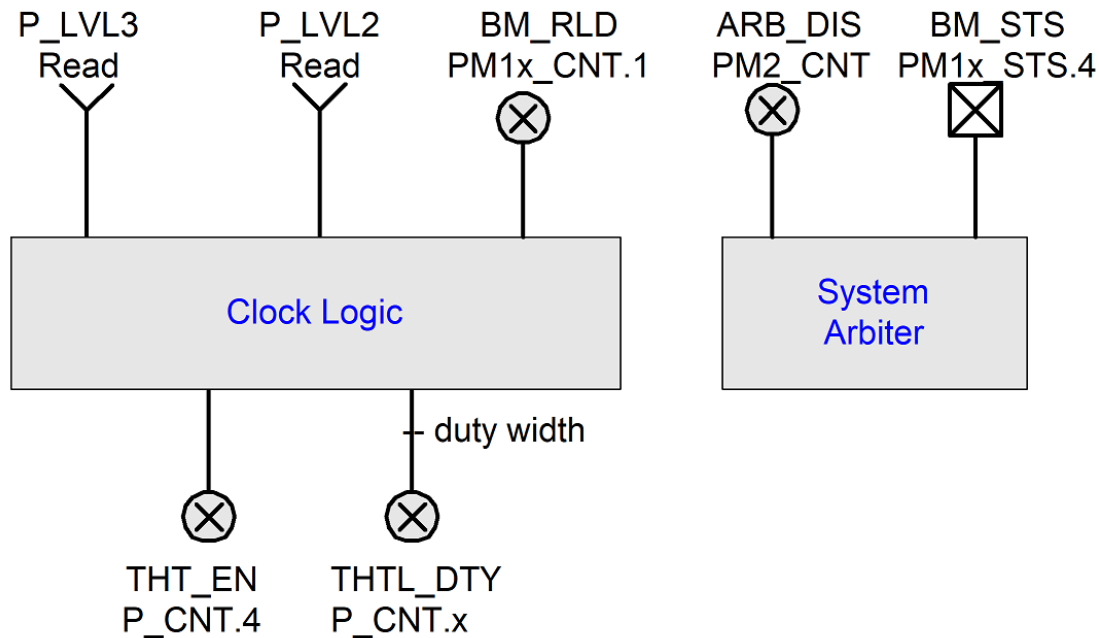 P_LVL3
Read
P_LVL2
Read
BM_RLD
PM1x_CNT.1
ARB_DIS
PM2_CNT
BM_STS
PM1x_STS.4
Clock Logic
System
Arbiter
duty width
THT_EN
P_CNT.4
THTL_DTY
P_CNT.x